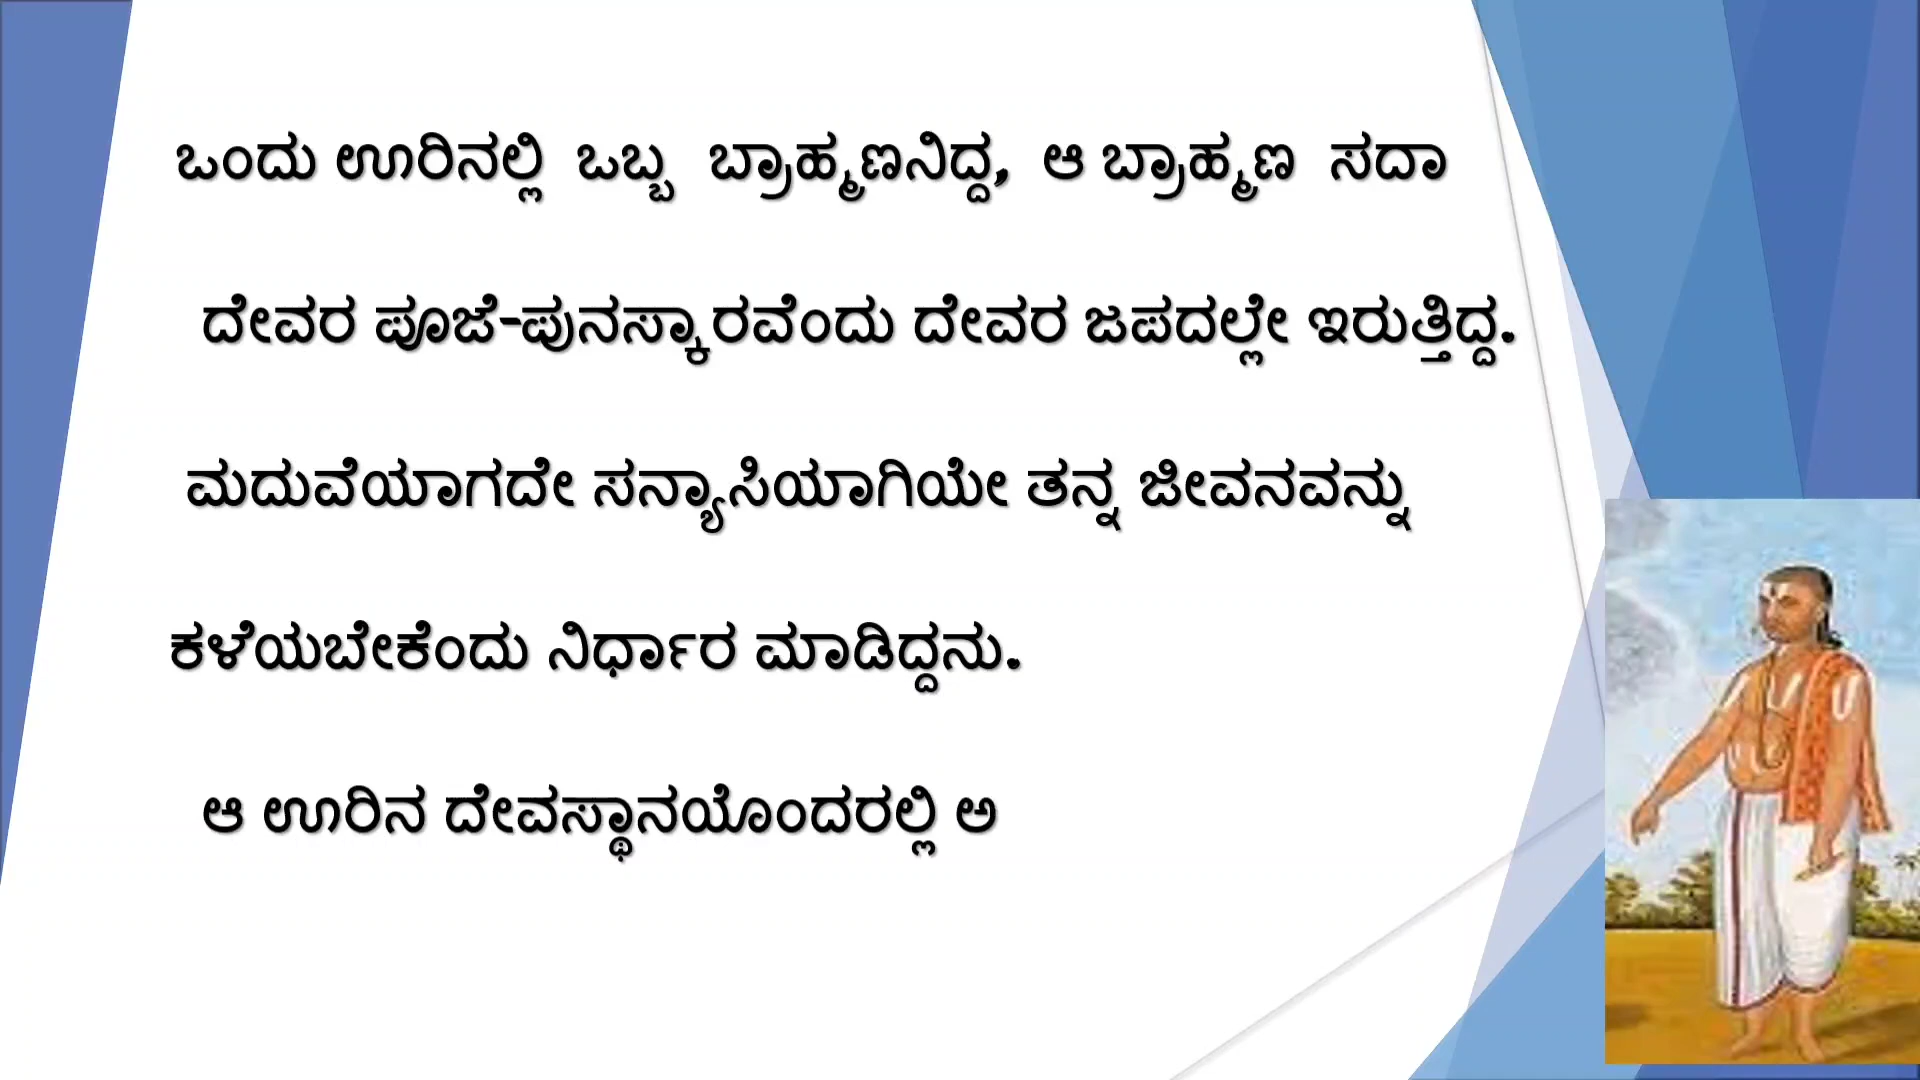 ಒಂದು ಊರಿನಲ್ಲಿ ಒಬ್ಬ ಬ್ರಾಹ್ಮಣನಿದ್ದ, ಆ ಬ್ರಾಹ್ಮಣ ಸದಾ
ದೇವರ ಪೂಜೆ-ಪುನಸ್ಕಾರವೆಂದು ದೇವರ ಜಪದಲ್ಲೇ ಇರುತ್ತಿದ್ದ.
ಮದುವೆಯಾಗದೇ ಸನ್ಯಾಸಿಯಾಗಿಯೇ ತನ್ನ ಜೀವನವನ್ನು
ಕಳೆಯಬೇಕೆಂದು ನಿರ್ಧಾರ ಮಾಡಿದ್ದನು.
ಆ ಊರಿನ ದೇವಸ್ಥಾನಯೊಂದರಲ್ಲಿ ಅ